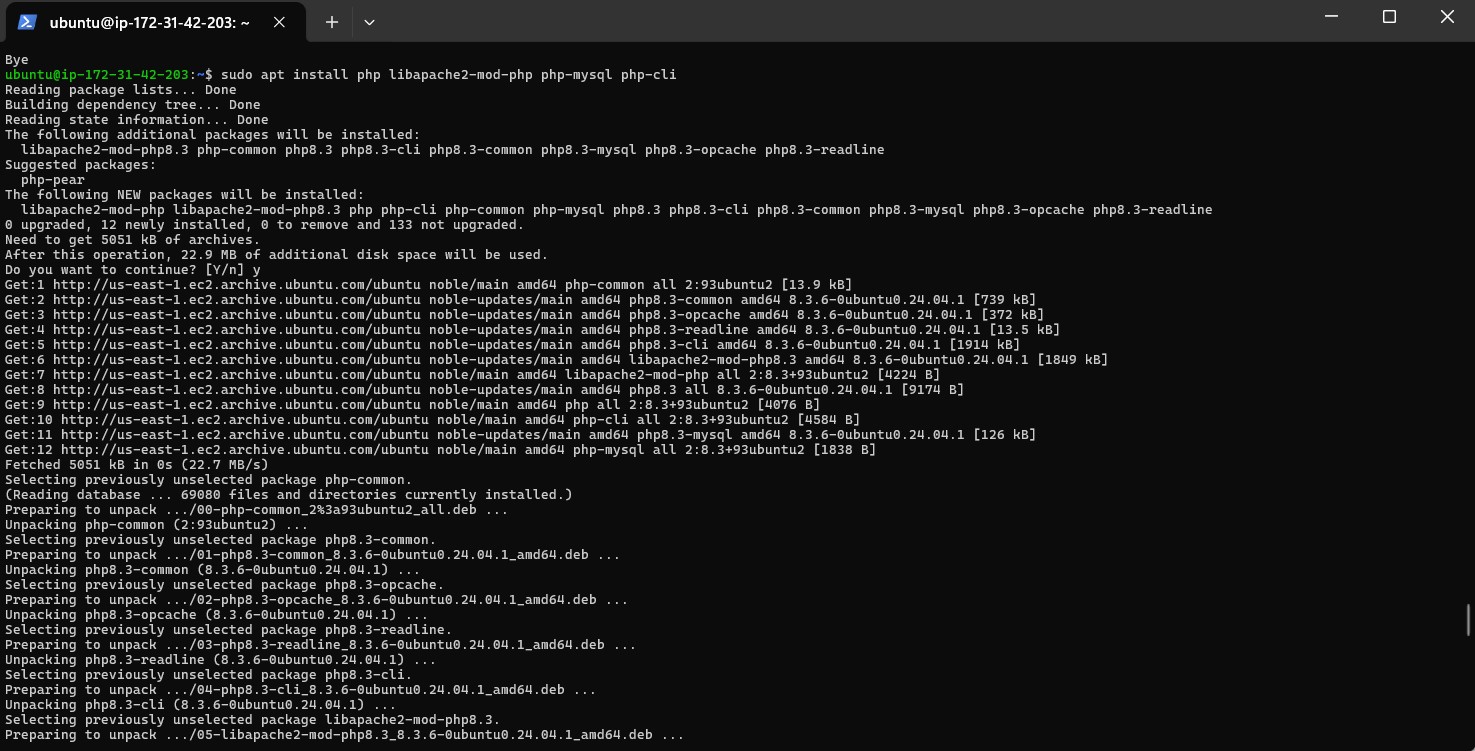 ubuntu@ip-172-31-42-203: ~
Bye
ubuntu@ip-172-31-42-203:~$ sudo apt install php libapache2-mod-php php-mysql php-cli
Reading package lists... Done
Building dependency tree... Done
Reading state information... Done
The following additional packages will be installed:
  libapache2-mod-php8.3 php-common php8.3 php8.3-cli php8.3-common php8.3-mysql php8.3-opcache php8.3-readline
Suggested packages:
  php-pear
The following NEW packages will be installed:
  libapache2-mod-php libapache2-mod-php8.3 php php-cli php-common php-mysql php8.3 php8.3-cli php8.3-common php8.3-mysql php8.3-opcache php8.3-readline
0 upgraded, 12 newly installed, 0 to remove and 133 not upgraded.
Need to get 5051 kB of archives.
After this operation, 22.9 MB of additional disk space will be used.
Do you want to continue? [Y/n] y
Get:1 http://us-east-1.ec2.archive.ubuntu.com/ubuntu noble/main amd64 php-common all 2:93ubuntu2 [13.9 kB]
Get:2 http://us-east-1.ec2.archive.ubuntu.com/ubuntu noble-updates/main amd64 php8.3-common amd64 8.3.6-0ubuntu0.24.04.1 [739 kB]
Get:3 http://us-east-1.ec2.archive.ubuntu.com/ubuntu noble-updates/main amd64 php8.3-opcache amd64 8.3.6-0ubuntu0.24.04.1 [372 kB]
Get:4 http://us-east-1.ec2.archive.ubuntu.com/ubuntu noble-updates/main amd64 php8.3-readline amd64 8.3.6-0ubuntu0.24.04.1 [13.5 kB]
Get:5 http://us-east-1.ec2.archive.ubuntu.com/ubuntu noble-updates/main amd64 php8.3-cli amd64 8.3.6-0ubuntu0.24.04.1 [1914 kB]
Get:6 http://us-east-1.ec2.archive.ubuntu.com/ubuntu noble-updates/main amd64 libapache2-mod-php8.3 amd64 8.3.6-0ubuntu0.24.04.1 [1849 kB]
Get:7 http://us-east-1.ec2.archive.ubuntu.com/ubuntu noble/main amd64 libapache2-mod-php all 2:8.3+93ubuntu2 [4224 B]
Get:8 http://us-east-1.ec2.archive.ubuntu.com/ubuntu noble-updates/main amd64 php8.3 all 8.3.6-0ubuntu0.24.04.1 [9174 B]
Get:9 http://us-east-1.ec2.archive.ubuntu.com/ubuntu noble/main amd64 php all 2:8.3+93ubuntu2 [4076 B]
Get:10 http://us-east-1.ec2.archive.ubuntu.com/ubuntu noble/main amd64 php-cli all 2:8.3+93ubuntu2 [4584 B]
Get:11 http://us-east-1.ec2.archive.ubuntu.com/ubuntu noble-updates/main amd64 php8.3-mysql amd64 8.3.6-0ubuntu0.24.04.1 [126 kB]
Get:12 http://us-east-1.ec2.archive.ubuntu.com/ubuntu noble/main amd64 php-mysql all 2:8.3+93ubuntu2 [1838 B]
Fetched 5051 kB in 0s (22.7 MB/s)
Selecting previously unselected package php-common.
(Reading database ... 69080 files and directories currently installed.)
Preparing to unpack .../00-php-common_2%3a93ubuntu2_all.deb ...
Unpacking php-common (2:93ubuntu2) ...
Selecting previously unselected package php8.3-common.
Preparing to unpack .../01-php8.3-common_8.3.6-0ubuntu0.24.04.1_amd64.deb ...
Unpacking php8.3-common (8.3.6-0ubuntu0.24.04.1) ...
Selecting previously unselected package php8.3-opcache.
Preparing to unpack .../02-php8.3-opcache_8.3.6-0ubuntu0.24.04.1_amd64.deb ...
Unpacking php8.3-opcache (8.3.6-0ubuntu0.24.04.1) ...
Selecting previously unselected package php8.3-readline.
Preparing to unpack .../03-php8.3-readline_8.3.6-0ubuntu0.24.04.1_amd64.deb ...
Unpacking php8.3-readline (8.3.6-0ubuntu0.24.04.1) ...
Selecting previously unselected package php8.3-cli.
Preparing to unpack .../04-php8.3-cli_8.3.6-0ubuntu0.24.04.1_amd64.deb ...
Unpacking php8.3-cli (8.3.6-0ubuntu0.24.04.1) ...
Selecting previously unselected package libapache2-mod-php8.3.
Preparing to unpack .../05-libapache2-mod-php8.3_8.3.6-0ubuntu0.24.04.1_amd64.deb ...